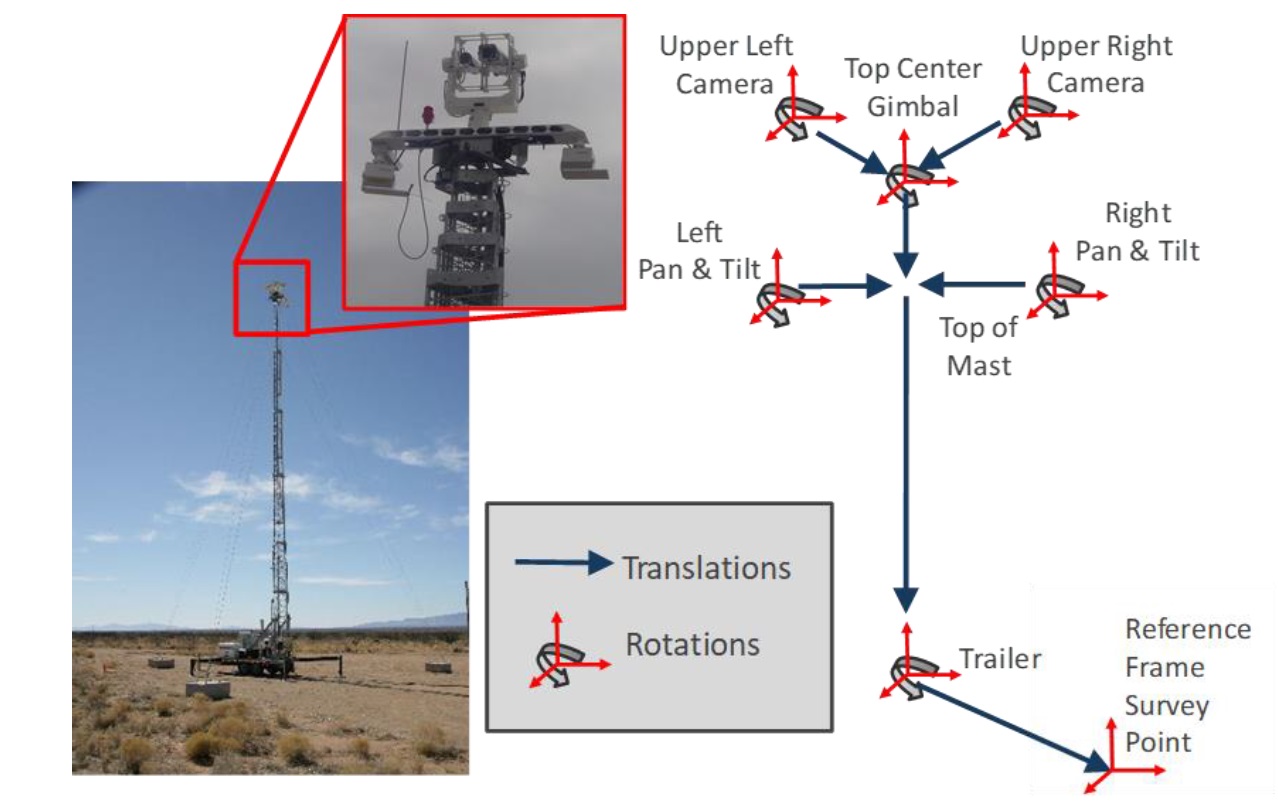 Upper Left
Camera
Top Center
Gimbal
Upper Right
Camera
Left
Pan & Tilt
Right
Pan & Tilt
Top of
Mast
Translations
Rotations
Trailer
Reference
Frame
Survey
Point